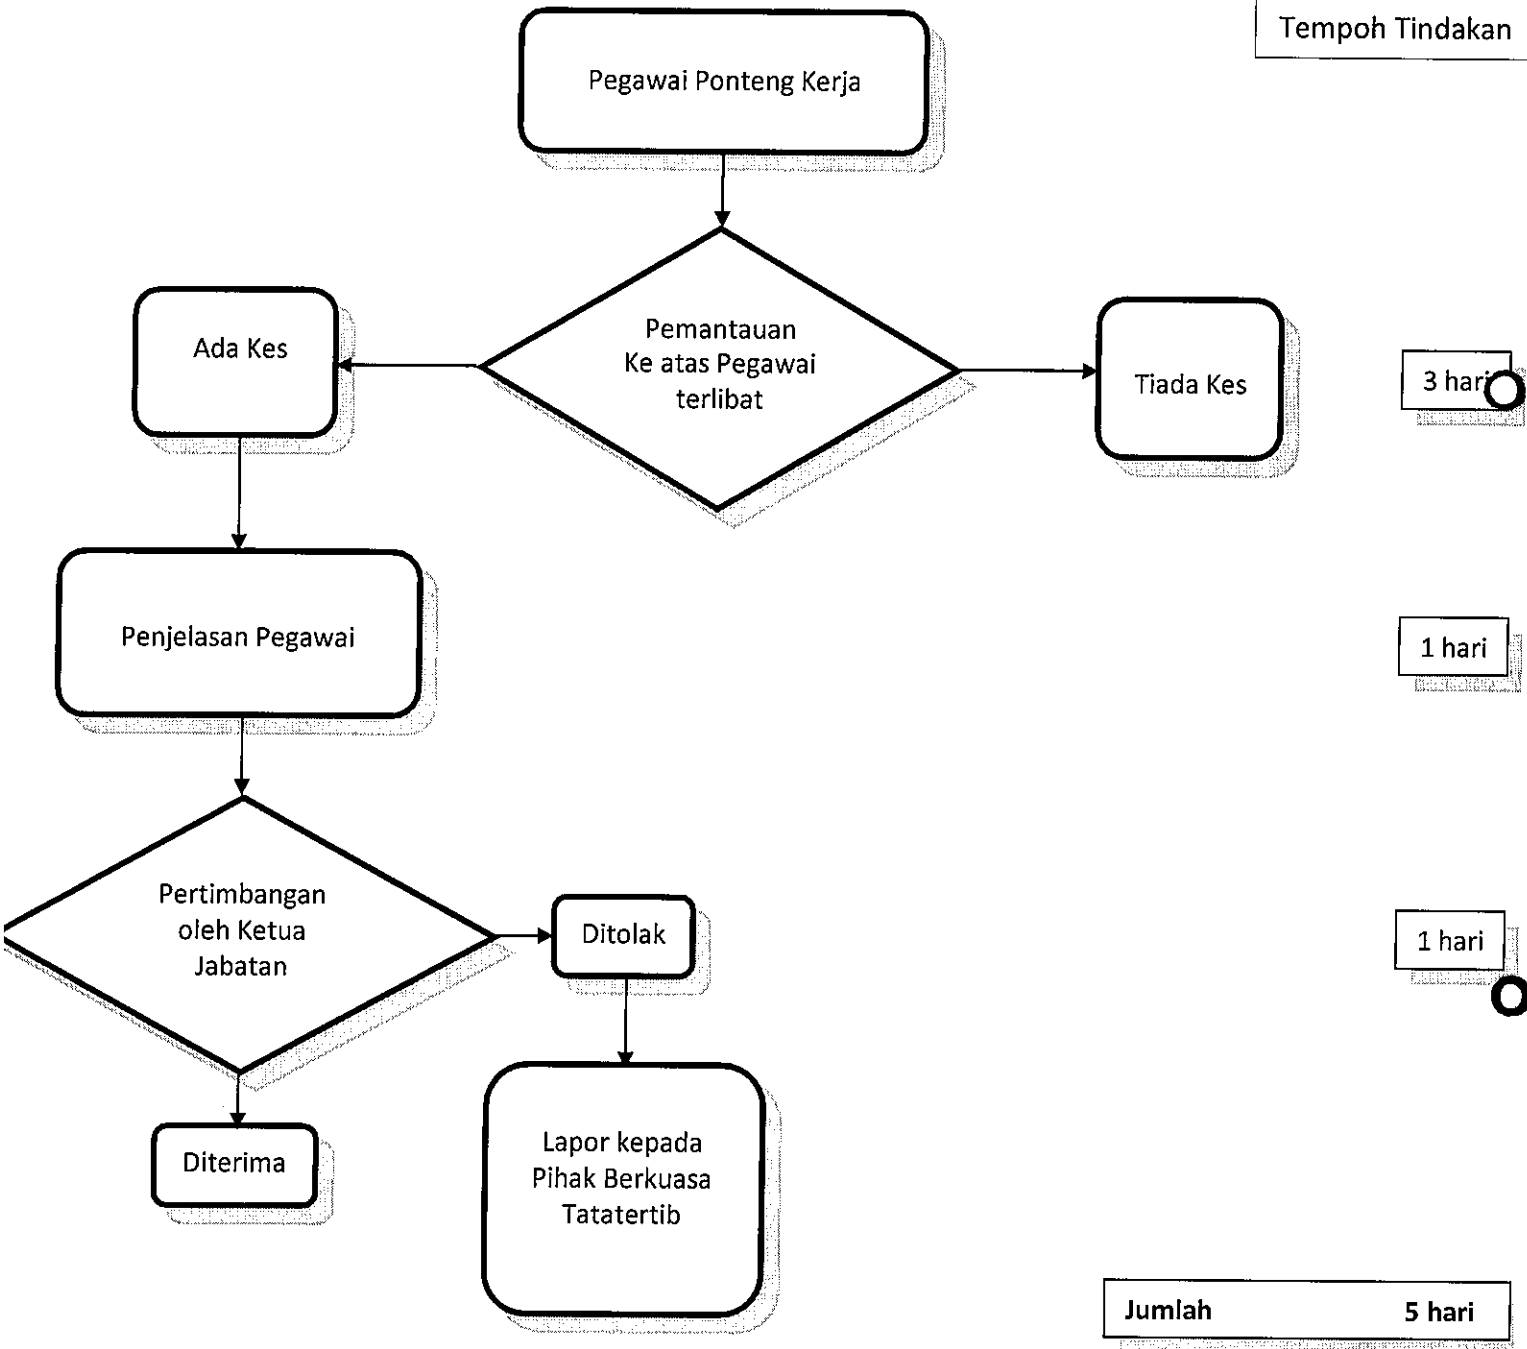 Tempoh Tindakan
Pegawai Ponteng Kerja
Pemantauan
Ke atas Pegawai
terlibat
Ada Kes
Tiada Kes
3 hari
Penjelasan Pegawai
1 hari
Pertimbangan
oleh Ketua
Jabatan
Ditolak
1 hari
Diterima
Lapor kepada
Pihak Berkuasa
Tatatertib
Jumlah 5 hari